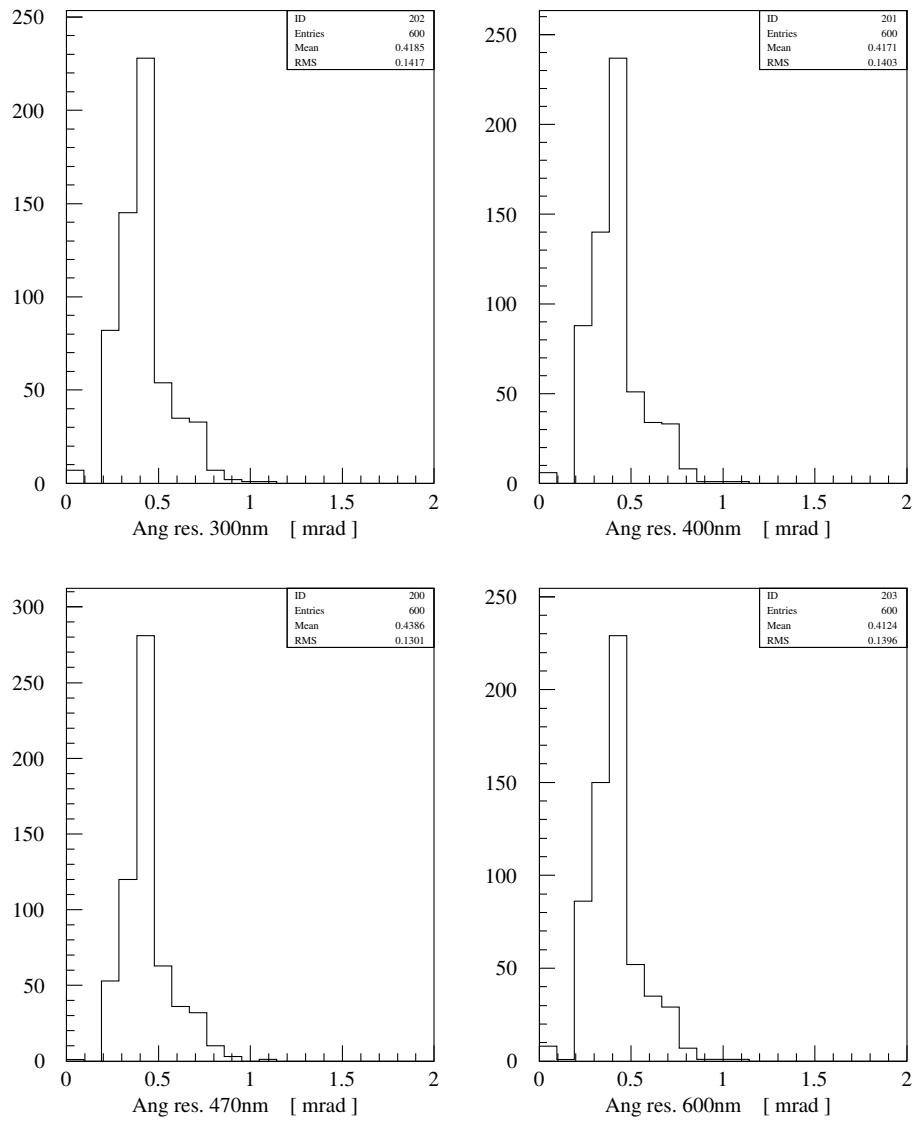 ID 202
Entries 600
Mean 0.4185
RMS 0.1417
250
200
150
100
50
0
0 0.5 1 1.5 2
Ang res. 300nm [ mrad ]
ID 201
Entries 600
Mean 0.4171
RMS 0.1403
250
200
150
100
50
0
0 0.5 1 1.5 2
Ang res. 400nm [ mrad ]
ID 200
Entries 600
Mean 0.4386
RMS 0.1301
300
250
200
150
100
50
0
0 0.5 1 1.5 2
Ang res. 470nm [ mrad ]
ID 203
Entries 600
Mean 0.4124
RMS 0.1396
250
200
150
100
50
0
0 0.5 1 1.5 2
Ang res. 600nm [ mrad ]